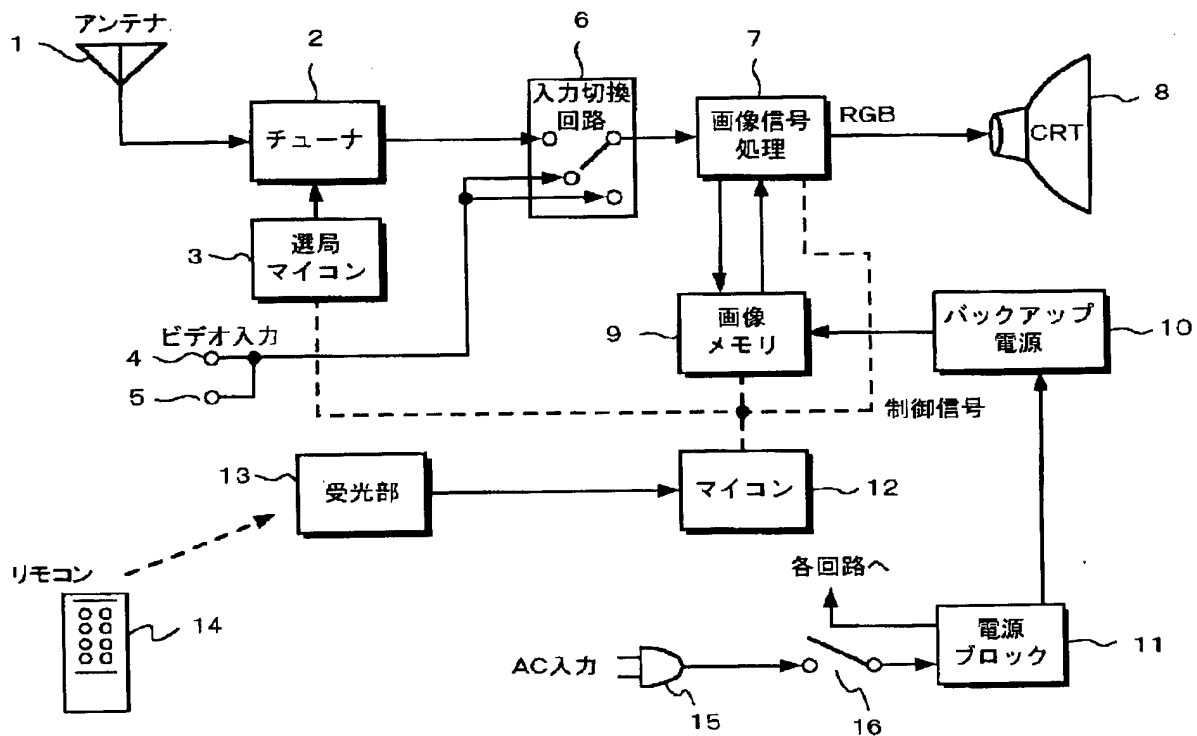 アンテナ
1
2
チューナ
3
選局
マイコン
ビデオ入力
4
5
6
入力切換
回路
7
画像信号
処理
RGB
8
CRT
9
画像
メモリ
バックアップ
電源
10
制御信号
13
受光部
マイコン
12
リモコン
14
各回路へ
電源
ブロック
11
AC入力
15
16